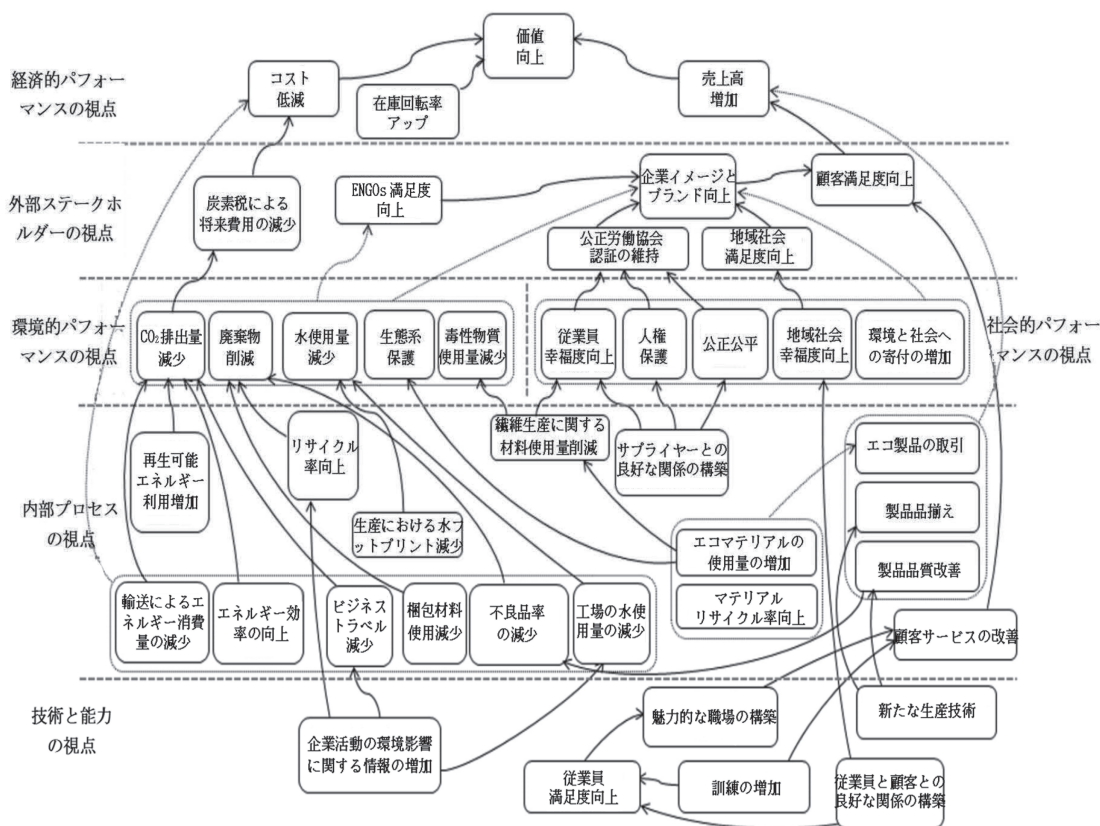 価値
向上
経済的パフォー
マンスの視点
コスト
低減
在庫回転率
アップ
売上高
増加
外部ステークホ
ルダーの視点
炭素税による
将来費用の減少
ENGOs 満足度
向上
企業イメージと
ブランド向上
顧客満足度向上
公正労働協会
認証の維持
地域社会
満足度向上
環境的パフォー
マンスの視点
CO₂排出量
減少
廃棄物
削減
水使用量
減少
生態系
保護
毒性物質
使用量減少
従業員
幸福度向上
人権
保護
公正公平
地域社会
幸福度向上
環境と社会へ
の寄付の増加
社会的パフォー
マンスの視点
内部プロセス
の視点
再生可能
エネルギー
利用増加
リサイクル
率向上
繊維生産に関する
材料使用量削減
サプライヤーとの
良好な関係の構築
エコ製品の取引
製品品揃え
製品品質改善
生産における水フ
ットプリント減少
エコマテリアルの
使用量の増加
マテリアル
リサイクル率向上
輸送によるエ
ネルギー消費
量の減少
エネルギー効
率の向上
ビジネス
トラベル
減少
梱包材料
使用減少
不良品率
の減少
工場の水使
用量の減少
顧客サービスの改善
技術と能力
の視点
企業活動の環境影響
に関する情報の増加
魅力的な職場の構築
新たな生産技術
従業員
満足度向上
訓練の増加
従業員と顧客との
良好な関係の構築